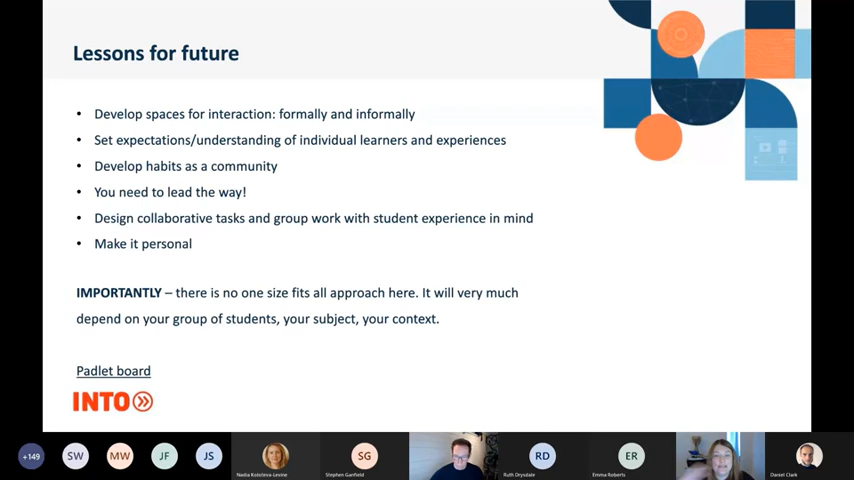 Lessons for future
• Develop spaces for interaction: formally and informally
• Set expectations/understanding of individual learners and experiences
• Develop habits as a community
• You need to lead the way!
• Design collaborative tasks and group work with student experience in mind
• Make it personal
IMPORTANTLY – there is no one size fits all approach here. It will very much
depend on your group of students, your subject, your context.
Padlet board
INTO
+149 SW MW JF JS SG RD ER
Nadia Kosteva-Levine Stephen Garfield Ruth Drysdale Emma Roberts Daniel Clark